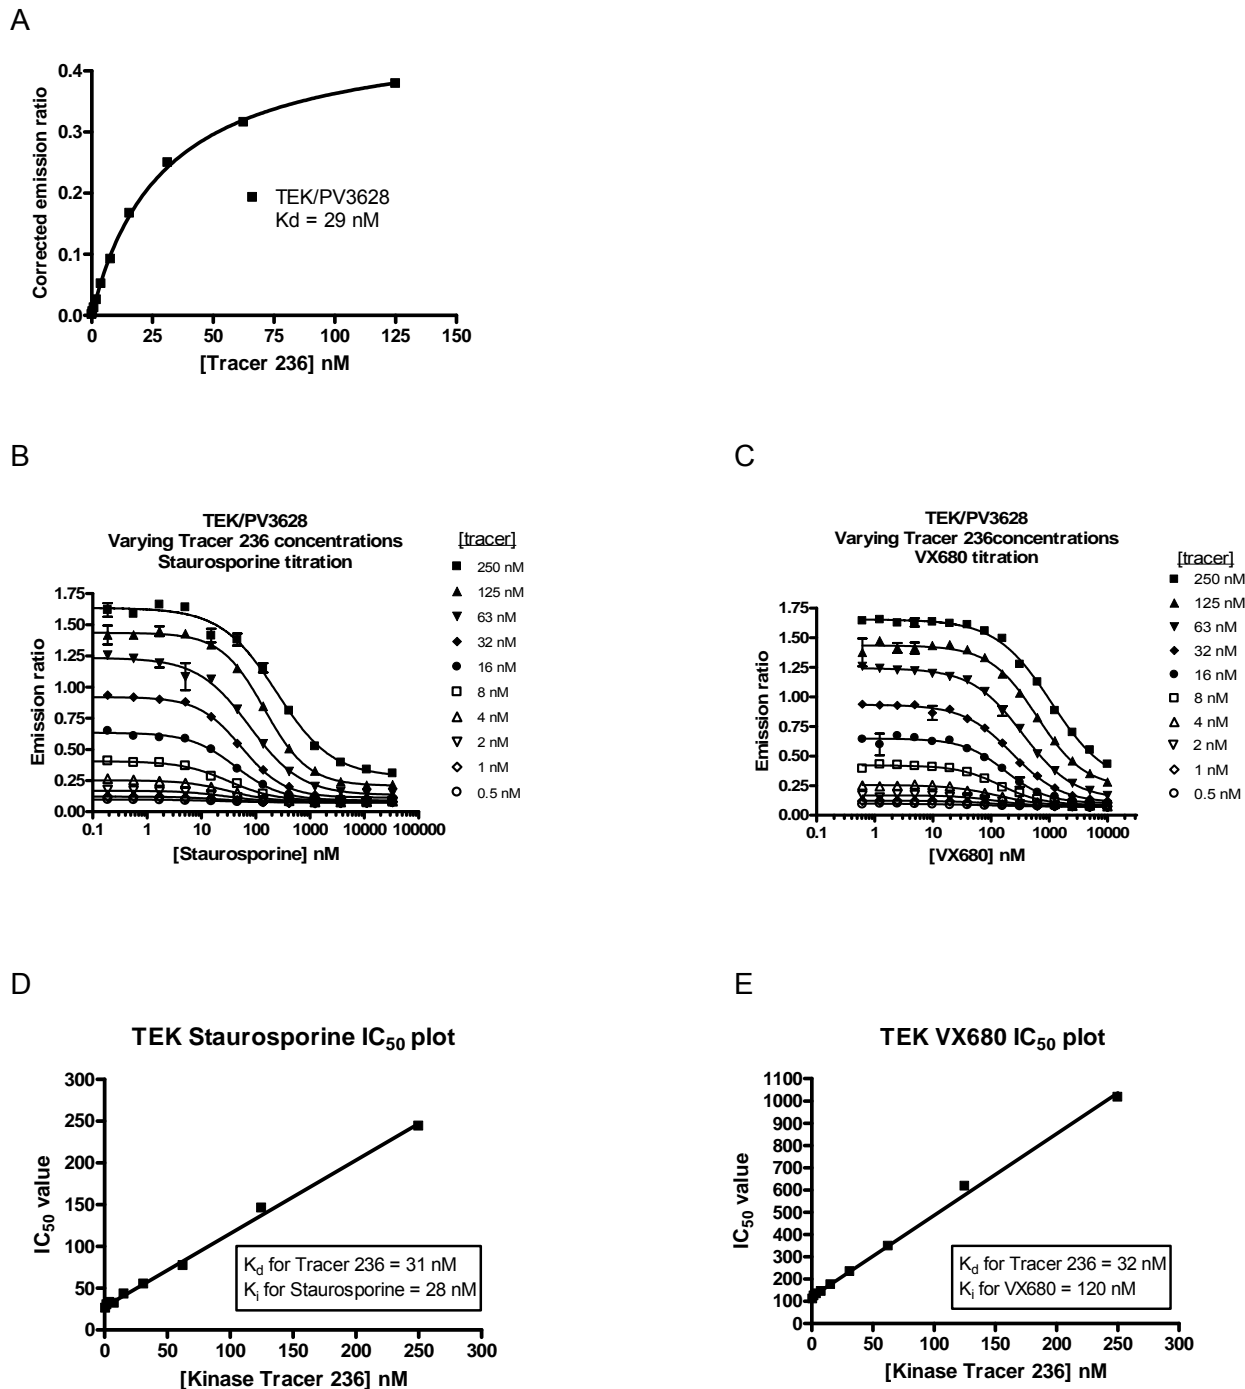 A
0.4
0.3
0.2
0.1
0.0
Corrected emission ratio
TEK/PV3628
Kd = 29 nM
0 25 50 75 100 125 150
[Tracer 236] nM
B
TEK/PV3628
Varying Tracer 236 concentrations
Staurosporine titration
1.75
1.50
1.25
1.00
0.75
0.50
0.25
0.00
Emission ratio
0.1 1 10 100 1000 10000 100000
[Staurosporine] nM
[tracer]
250 nM
125 nM
63 nM
32 nM
16 nM
8 nM
4 nM
2 nM
1 nM
0.5 nM
C
TEK/PV3628
Varying Tracer 236concentrations
VX680 titration
1.75
1.50
1.25
1.00
0.75
0.50
0.25
0.00
Emission ratio
0.1 1 10 100 1000 10000
[VX680] nM
[tracer]
250 nM
125 nM
63 nM
32 nM
16 nM
8 nM
4 nM
2 nM
1 nM
0.5 nM
D
TEK Staurosporine IC50 plot
300
250
200
150
100
50
0
IC50 value
Kd for Tracer 236 = 31 nM
Ki for Staurosporine = 28 nM
0 50 100 150 200 250 300
[Kinase Tracer 236] nM
E
TEK VX680 IC50 plot
1100
1000
900
800
700
600
500
400
300
200
100
0
IC50 value
Kd for Tracer 236 = 32 nM
Ki for VX680 = 120 nM
0 50 100 150 200 250 300
[Kinase Tracer 236] nM